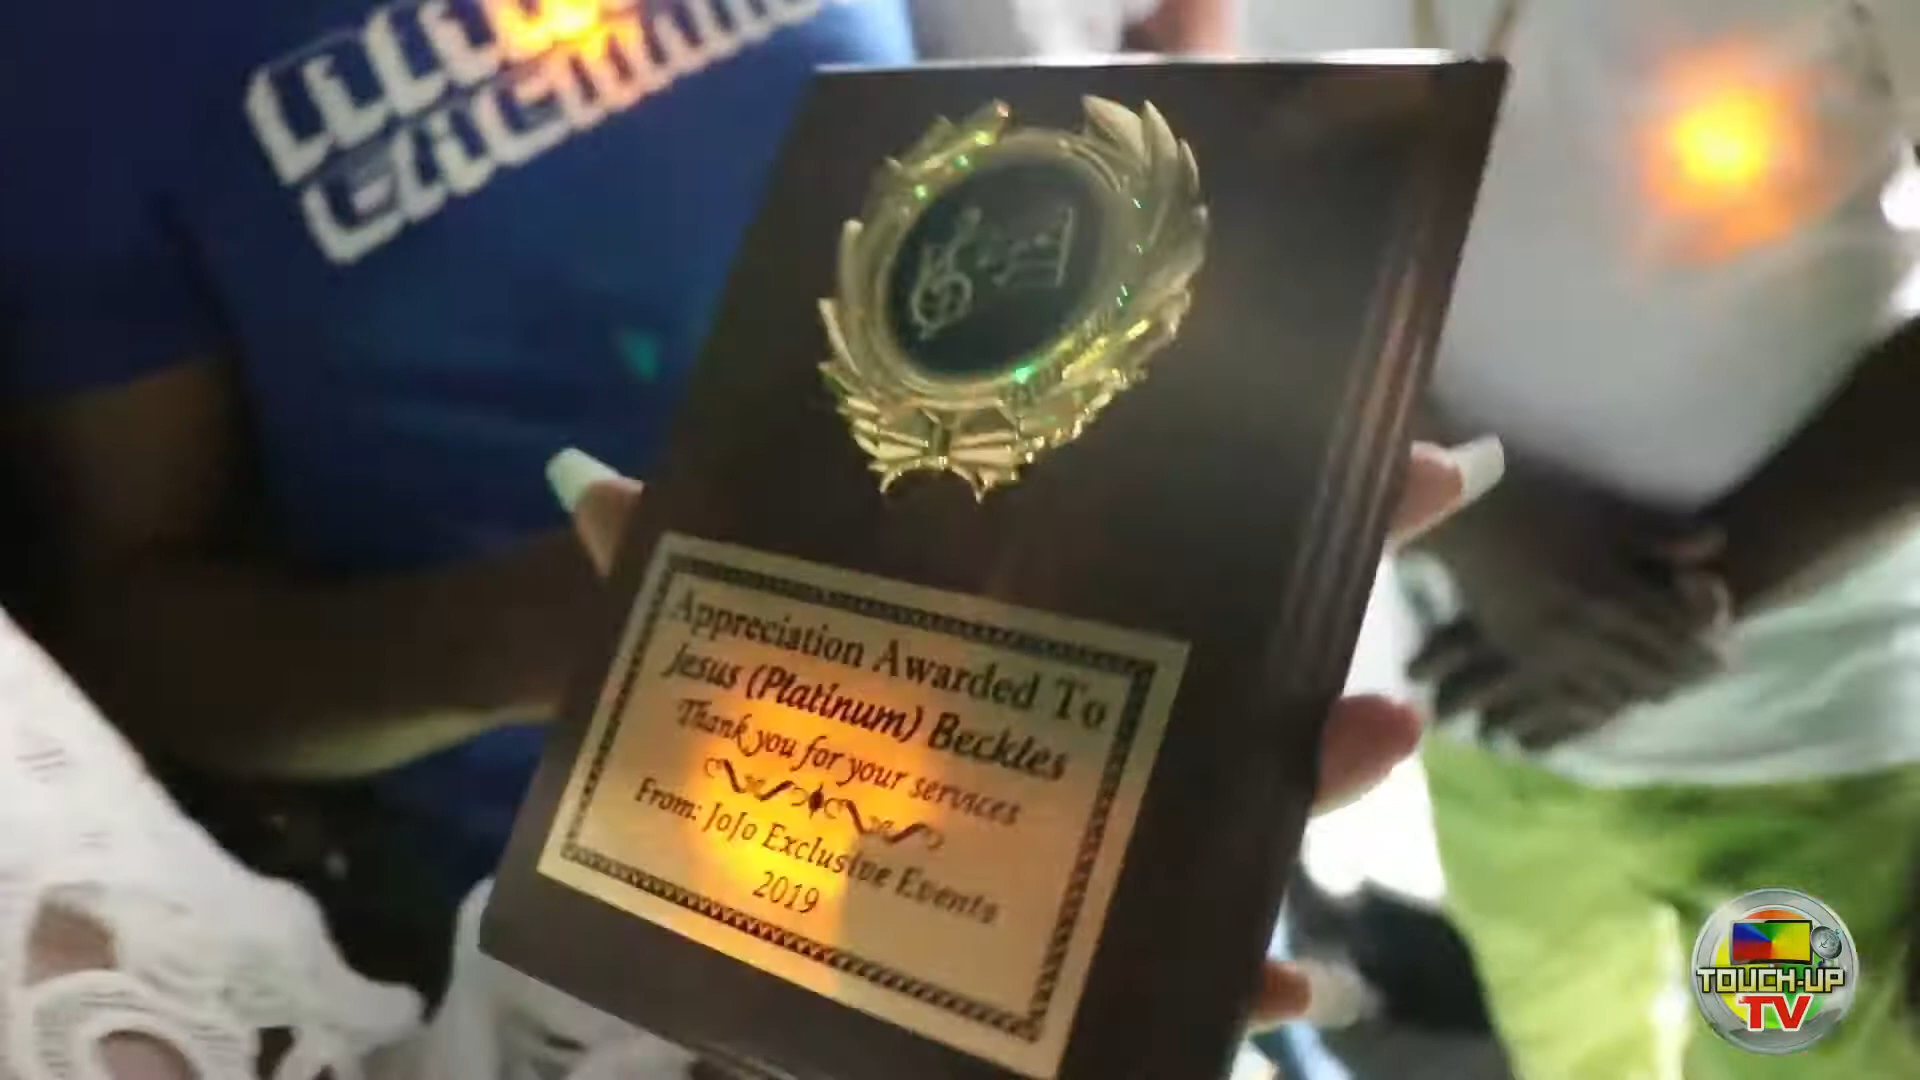 Appreciation Awarded To
Jesus (Platinum) Beckles
Thank you for your services
From: JoJo Exclusive Events
2019
TOUCH-UP
TV